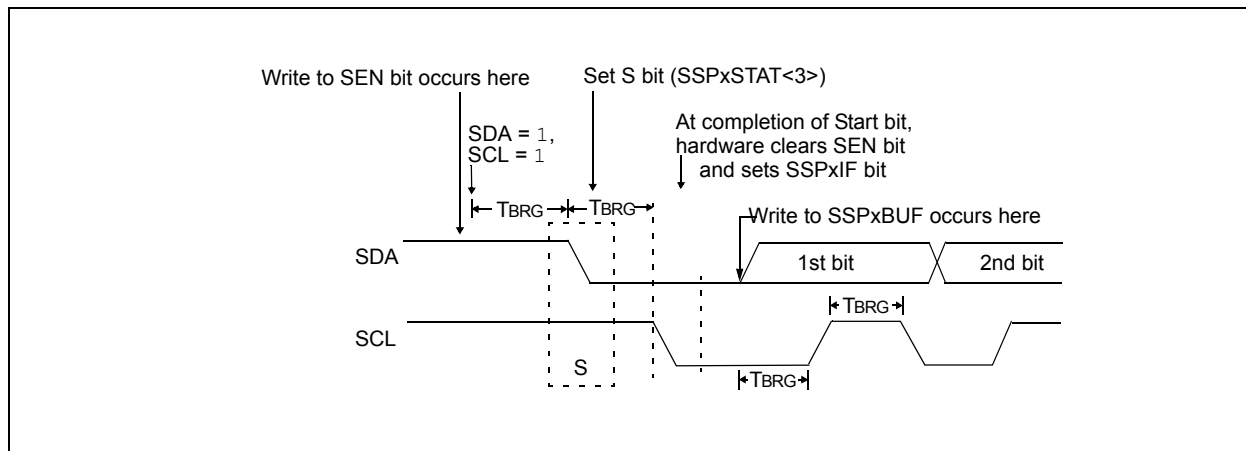 Write to SEN bit occurs here
Set S bit (SSPxSTAT<3>)
SDA = 1,
SCL = 1
At completion of Start bit,
hardware clears SEN bit
and sets SSPxIF bit
TBRG
TBRG
Write to SSPxBUF occurs here
SDA
1st bit
2nd bit
TBRG
SCL
S
TBRG